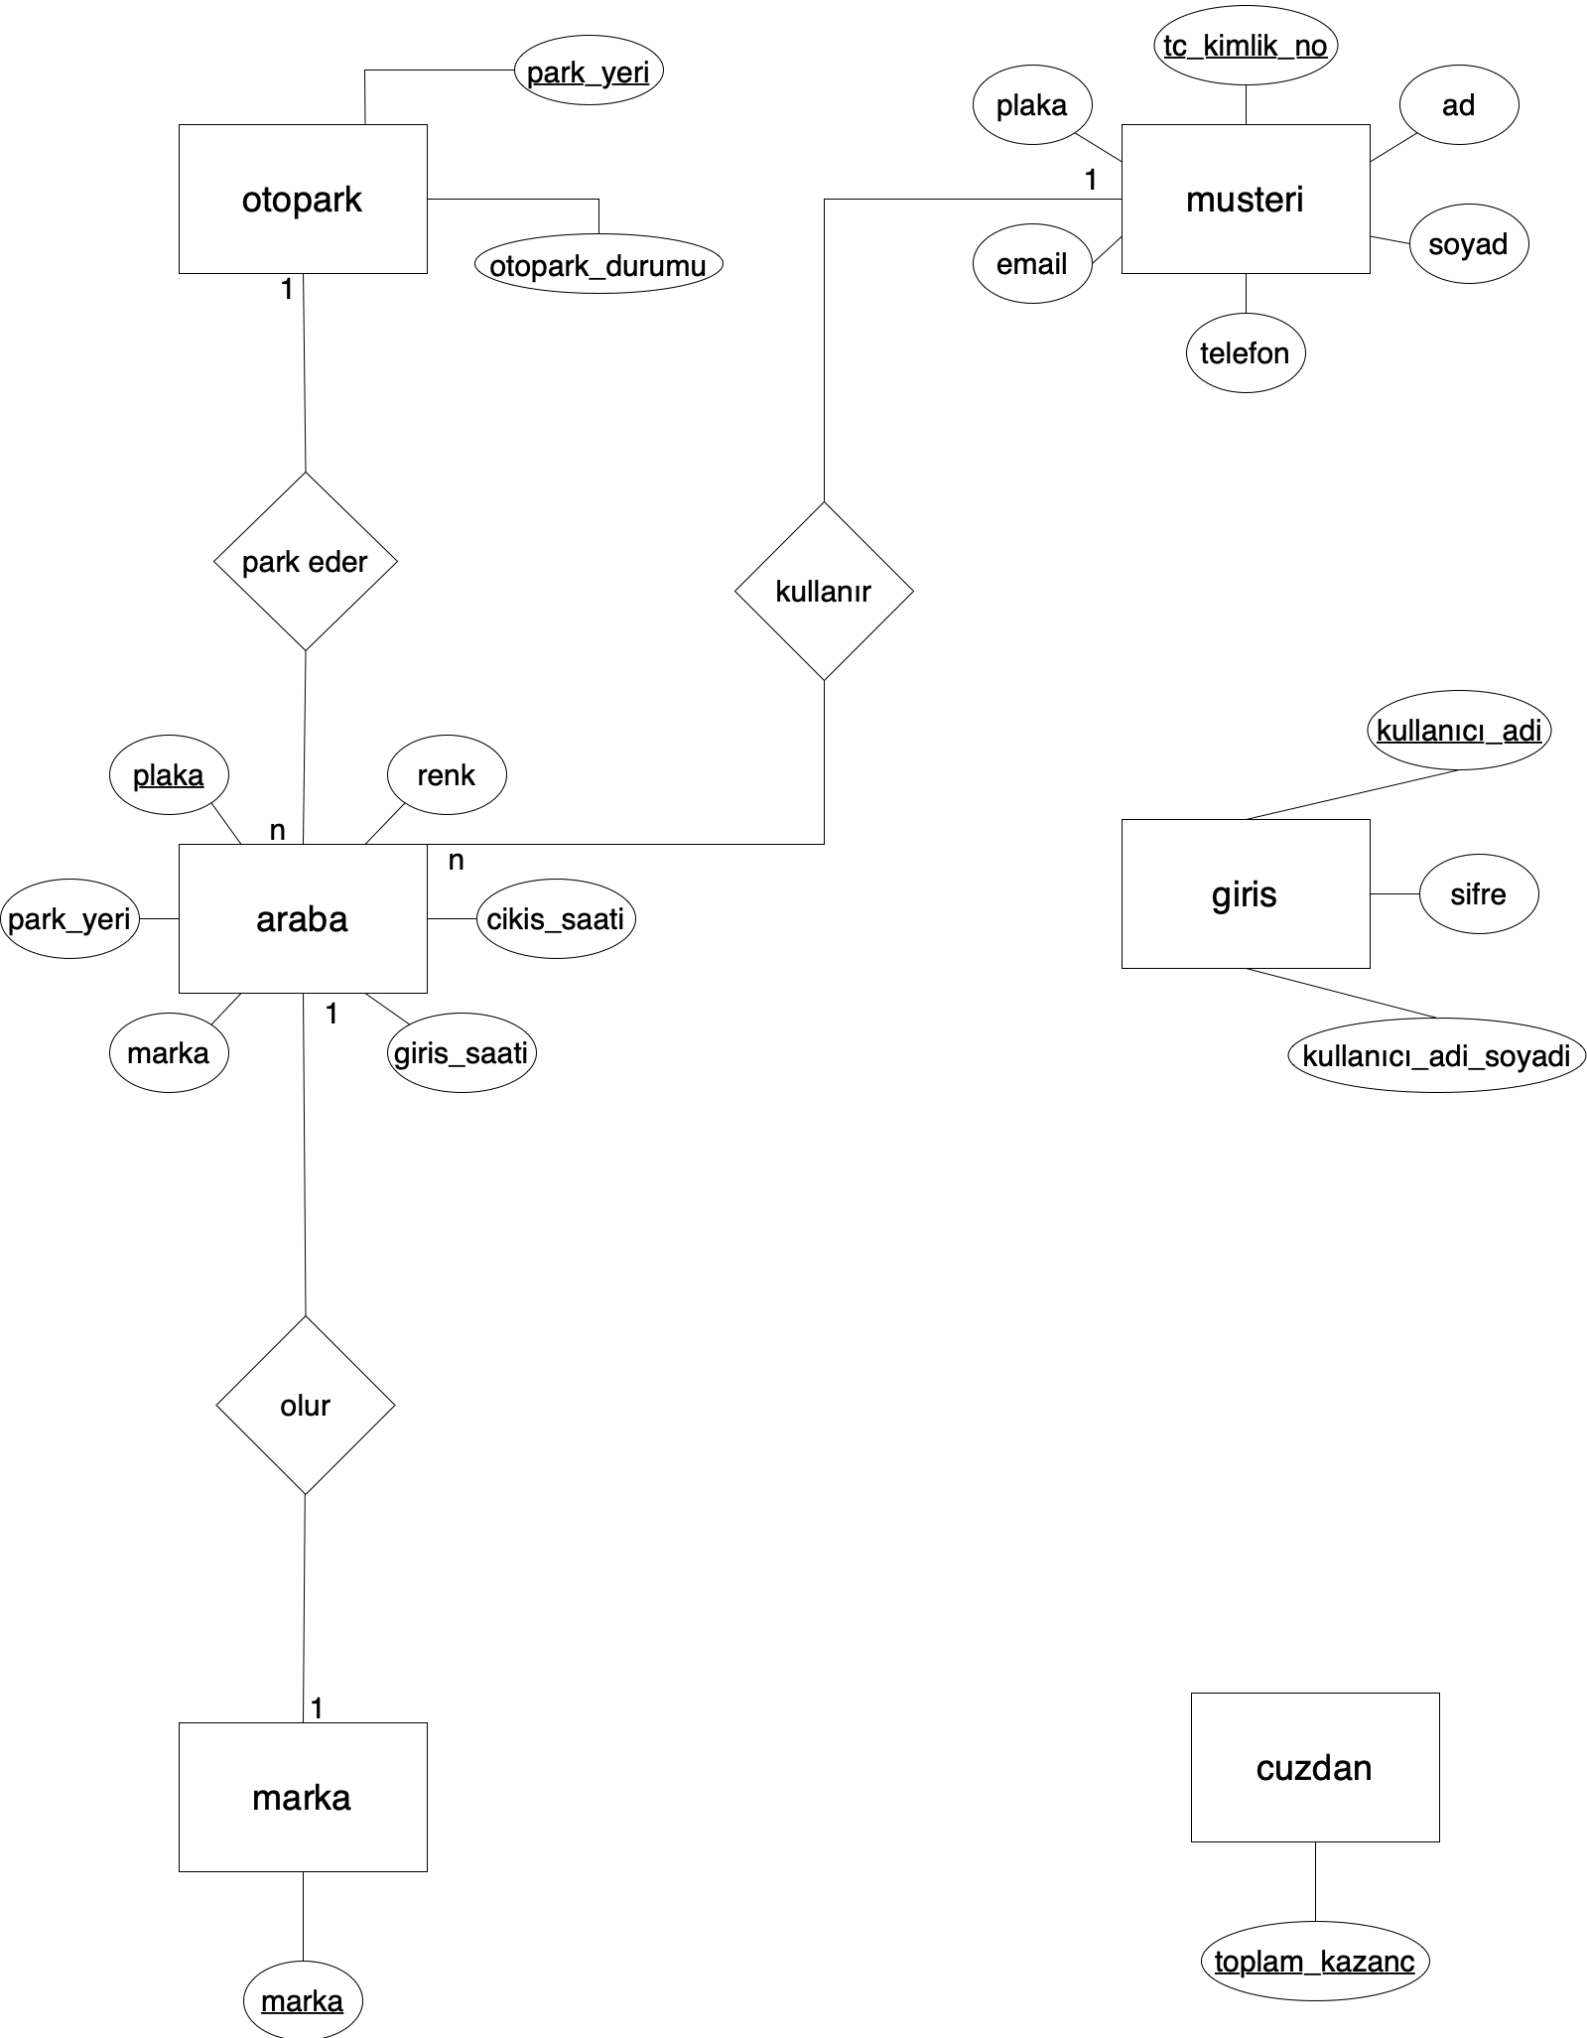 tc_kimlik_no
park_yeri
plaka
ad
1
otopark
musteri
soyad
email
otopark_durumu
1
telefon
park eder
kullanır
kullanıcı_adi
plaka
renk
n
n
giris
sifre
park_yeri
araba
cikis_saati
1
marka
giris_saati
kullanıcı_adi_soyadi
olur
1
cuzdan
marka
toplam_kazanc
marka